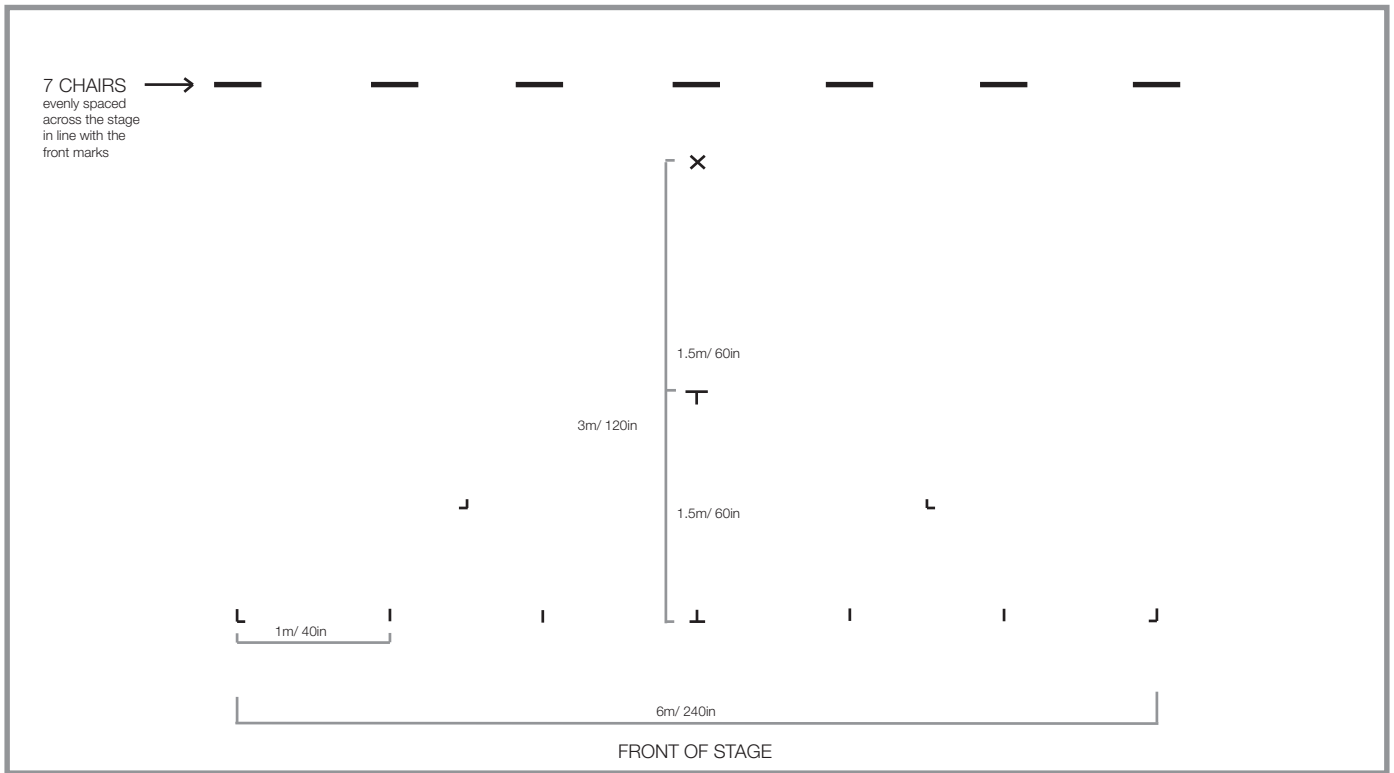 7 CHAIRS
evenly spaced
across the stage
in line with the
front marks
1.5m/ 60in
3m/ 120in
1.5m/ 60in
1m/ 40in
6m/ 240in
FRONT OF STAGE